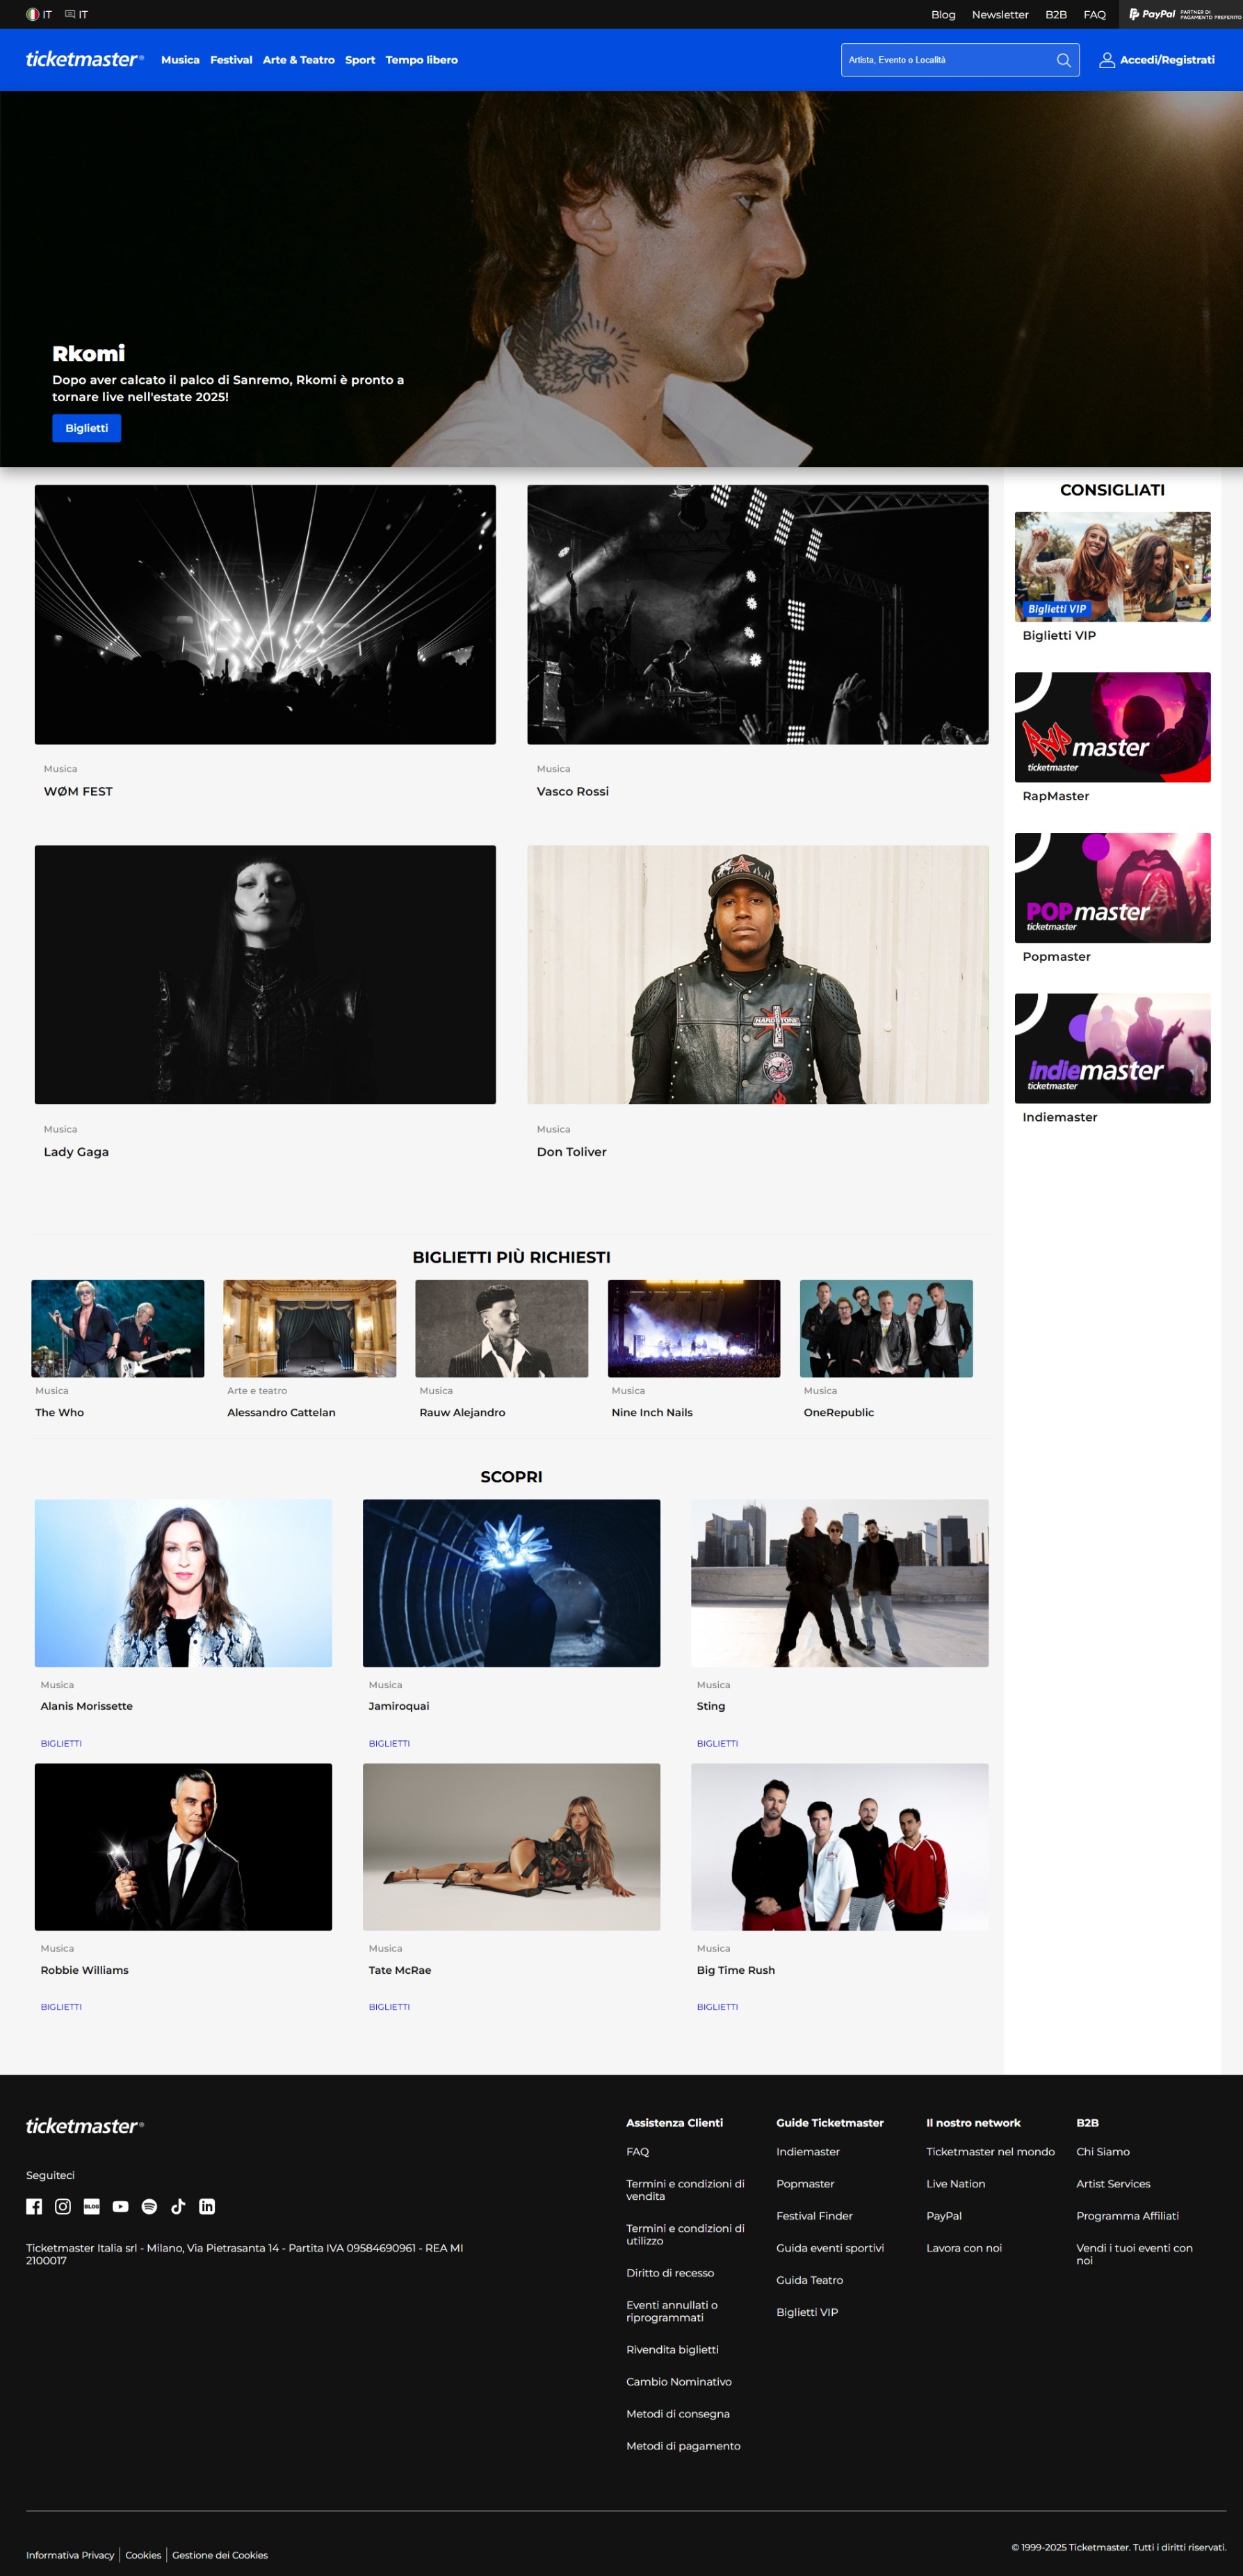 IT IT Blog Newsletter B2B FAQ PayPal PARTNER DI PAGAMENTO PREFERITO
ticketmaster® Musica Festival Arte & Teatro Sport Tempo libero Artista, Evento o Località Accedi/Registrati
Rkomi
Dopo aver calcato il palco di Sanremo, Rkomi è pronto a
tornare live nell'estate 2025!
Biglietti
Musica
WØM FEST
Musica
Vasco Rossi
Musica
Lady Gaga
HARDSTONE
Musica
Don Toliver
CONSIGLIATI
Biglietti VIP
Biglietti VIP
RAP master
ticketmaster
RapMaster
POP master
ticketmaster
Popmaster
indiemaster
ticketmaster
Indiemaster
BIGLIETTI PIÙ RICHIESTI
Musica
The Who
Arte e teatro
Alessandro Cattelan
Musica
Rauw Alejandro
Musica
Nine Inch Nails
Musica
OneRepublic
SCOPRI
Musica
Alanis Morissette
BIGLIETTI
Musica
Jamiroquai
BIGLIETTI
Musica
Sting
BIGLIETTI
Musica
Robbie Williams
BIGLIETTI
Musica
Tate McRae
BIGLIETTI
Musica
Big Time Rush
BIGLIETTI
ticketmaster®
Seguiteci
BLOG
Ticketmaster Italia srl - Milano, Via Pietrasanta 14 - Partita IVA 09584690961 - REA MI
2100017
Assistenza Clienti
FAQ
Termini e condizioni di
vendita
Termini e condizioni di
utilizzo
Diritto di recesso
Eventi annullati o
riprogrammati
Rivendita biglietti
Cambio Nominativo
Metodi di consegna
Metodi di pagamento
Guide Ticketmaster
Indiemaster
Popmaster
Festival Finder
Guida eventi sportivi
Guida Teatro
Biglietti VIP
Il nostro network
Ticketmaster nel mondo
Live Nation
PayPal
Lavora con noi
B2B
Chi Siamo
Artist Services
Programma Affiliati
Vendi i tuoi eventi con
noi
Informativa Privacy Cookies Gestione dei Cookies
© 1999-2025 Ticketmaster. Tutti i diritti riservati.